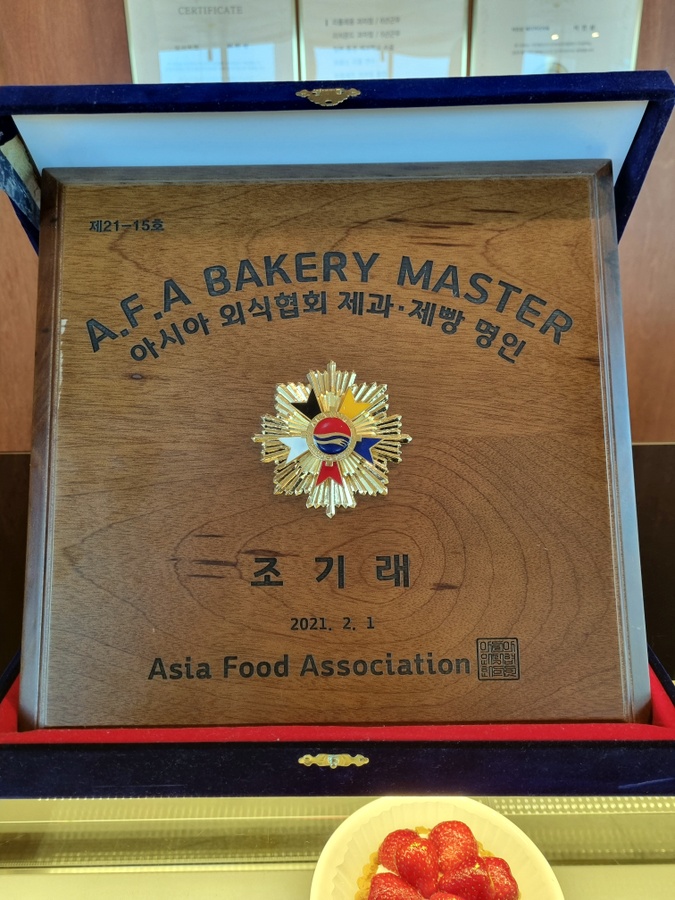 CERTIFICATE
제21-15호
A.F.A BAKERY MASTER
아시아 외식협회 제과·제빵 명인
조 기 래
2021. 2. 1
Asia Food Association